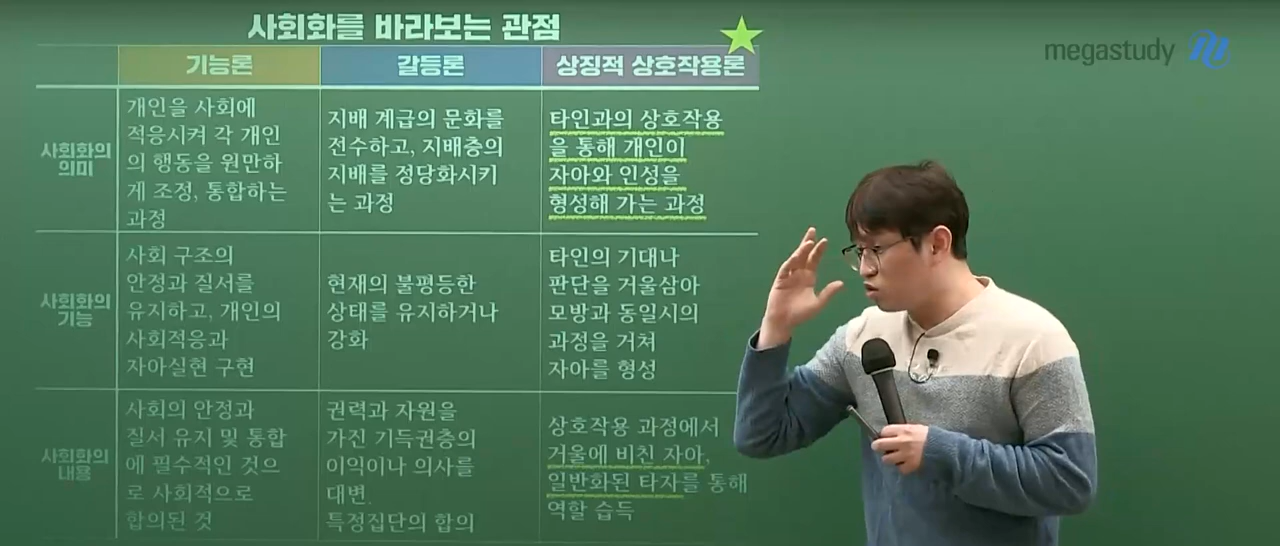 사회화를 바라보는 관점
megastudy
기능론
갈등론
상징적 상호작용론
사회화의
의미
개인을 사회에
적응시켜 각 개인
의 행동을 원만하
게 조정, 통합하는
과정
지배 계급의 문화를
전수하고, 지배층의
지배를 정당화시키
는 과정
타인과의 상호작용
을 통해 개인이
자아와 인성을
형성해 가는 과정
사회화의
기능
사회 구조의
안정과 질서를
유지하고, 개인의
사회적응과
자아실현 구현
현재의 불평등한
상태를 유지하거나
강화
타인의 기대나
판단을 거울삼아
모방과 동일시의
과정을 거쳐
자아를 형성
사회화의
내용
사회의 안정과
질서 유지 및 통합
에 필수적인 것으
로 사회적으로
합의된 것
권력과 자원을
가진 기득권층의
이익이나 의사를
대변.
특정집단의 합의
상호작용 과정에서
거울에 비친 자아,
일반화된 타자를 통해
역할 습득